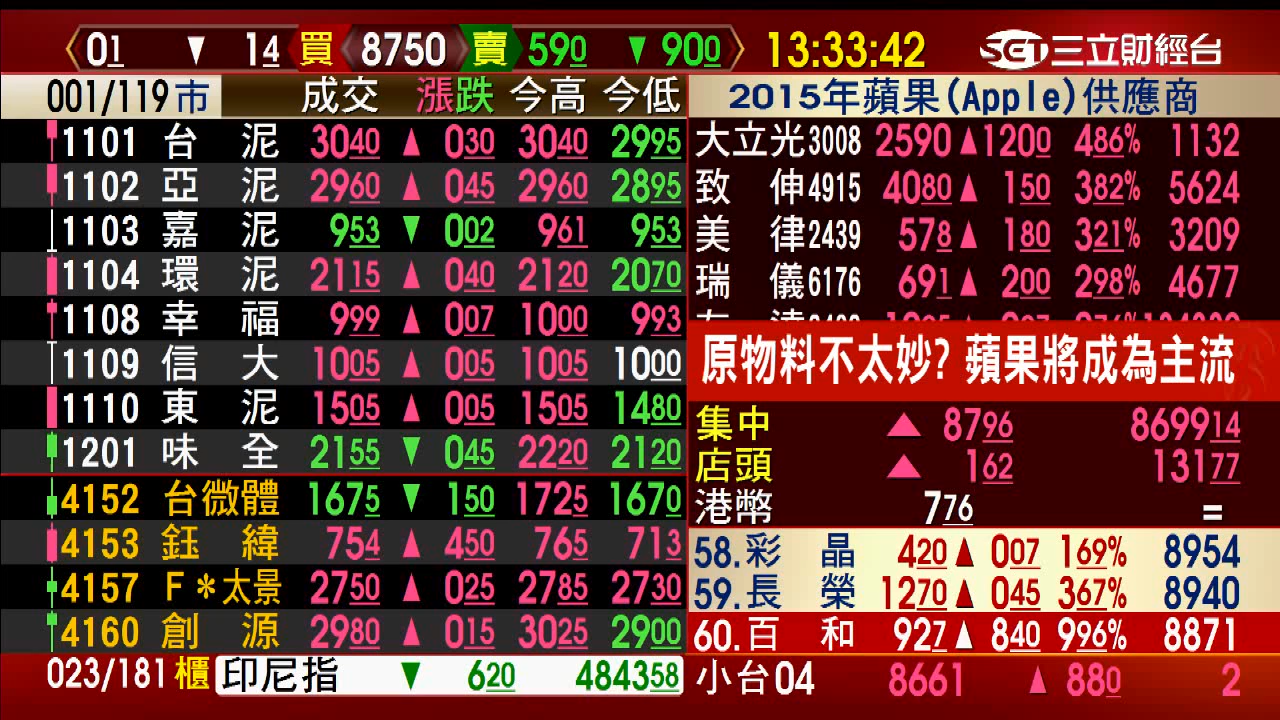 01 ▼ 14 買 8750 賣 590 ▼ 900 13:33:42 SET三立財經台
001/119市 成交 漲跌 今高 今低
1101 台泥 3040 ▲ 030 3040 2995
1102 亞泥 2960 ▲ 045 2960 2895
1103 嘉泥 953 ▼ 002 961 953
1104 環泥 2115 ▲ 040 2120 2070
1108 幸福 999 ▲ 007 1000 993
1109 信大 1005 ▲ 005 1005 1000
1110 東泥 1505 ▲ 005 1505 1480
1201 味全 2155 ▼ 045 2220 2120
4152 台微體 1675 ▼ 150 1725 1670
4153 鈺緯 754 ▲ 450 765 713
4157 F*太景 2750 ▲ 025 2785 2730
4160 創源 2980 ▲ 015 3025 2900
023/181櫃 印尼指 ▼ 620 484358
2015年蘋果(Apple)供應商
大立光3008 2590 ▲ 1200 486% 1132
致伸4915 4080 ▲ 150 382% 5624
美律2439 578 ▲ 180 321% 3209
瑞儀6176 691 ▲ 200 298% 4677
原物料不太妙? 蘋果將成為主流
集中 ▲ 8796 869914
店頭 ▲ 162 13177
港幣 776 =
58.彩晶 420 ▲ 007 169% 8954
59.長榮 1270 ▲ 045 367% 8940
60.百和 927 ▲ 840 996% 8871
小台04 8661 ▲ 880 2